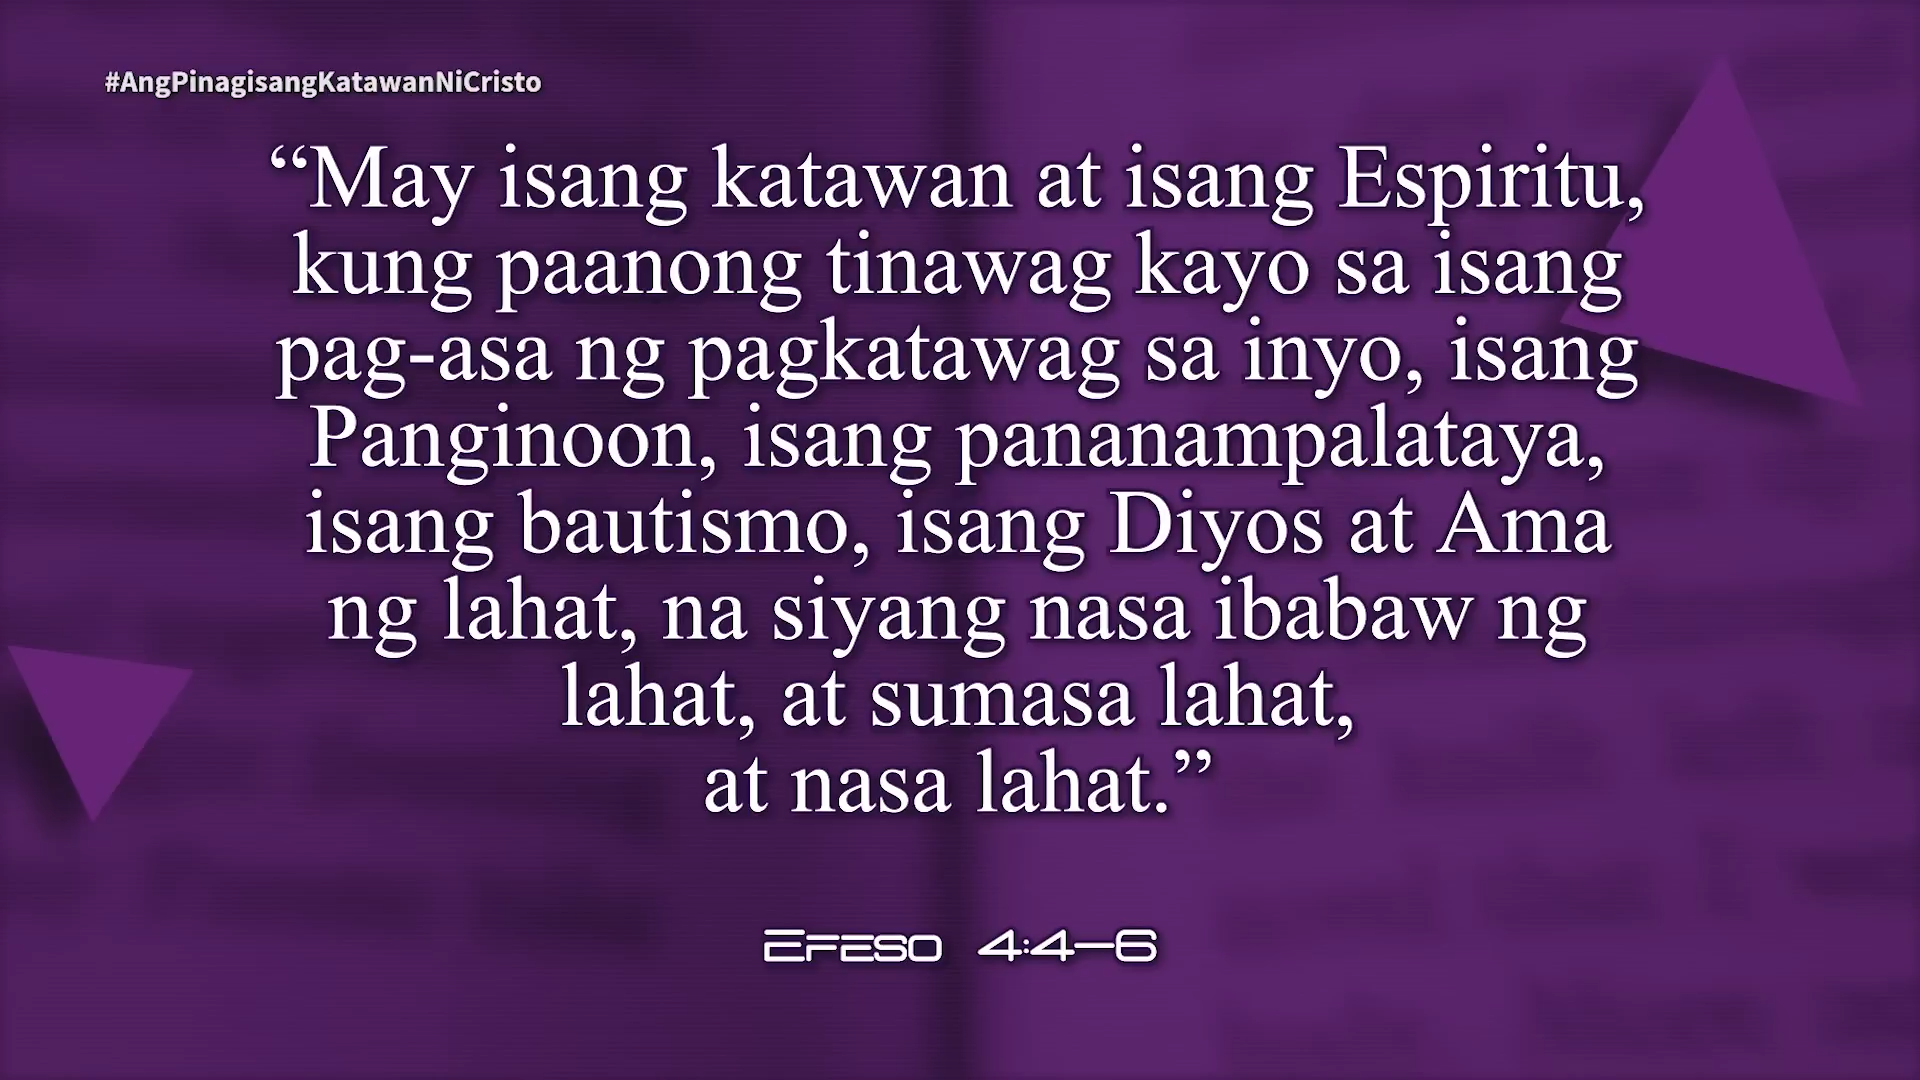 #AngPinagisangKatawanNiCristo
“May isang katawan at isang Espiritu,
kung paanong tinawag kayo sa isang
pag-asa ng pagkatawag sa inyo, isang
Panginoon, isang pananampalataya,
isang bautismo, isang Diyos at Ama
ng lahat, na siyang nasa ibabaw ng
lahat, at sumasa lahat,
at nasa lahat.”
Efeso 4:4–6